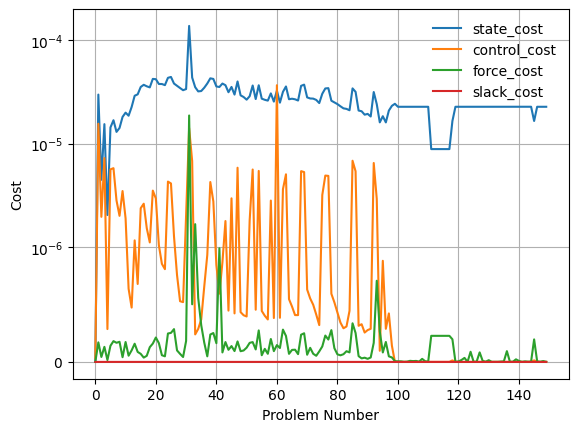 state_cost
control_cost
force_cost
slack_cost
10⁻⁴
10⁻⁵
10⁻⁶
0
Cost
0 20 40 60 80 100 120 140
Problem Number